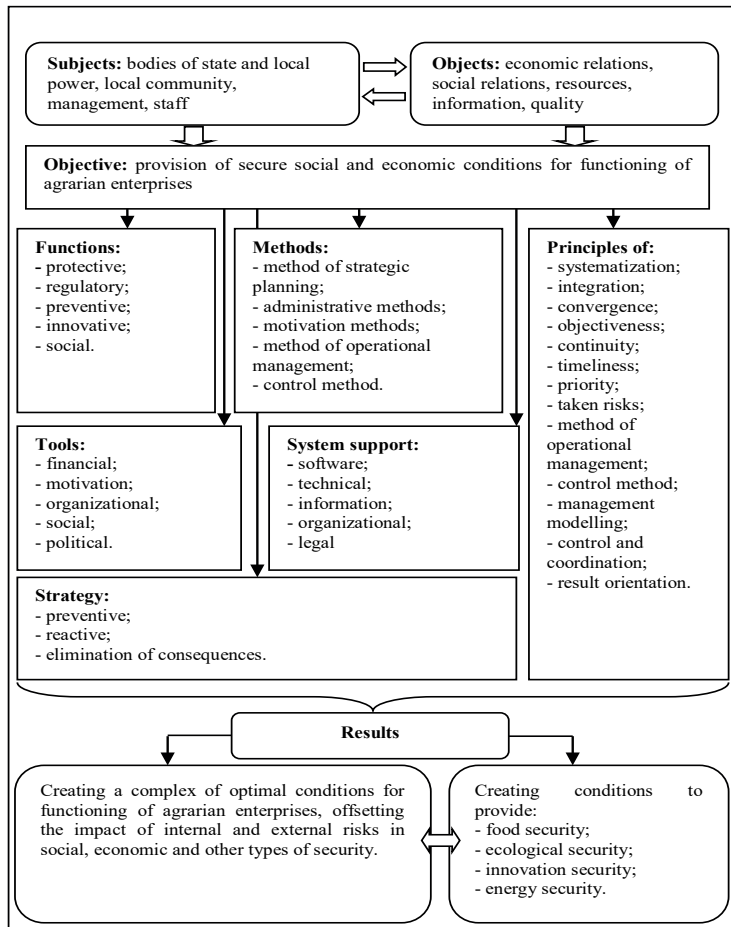 Subjects: bodies of state and local
power, local community,
management, staff
Objects: economic relations,
social relations, resources,
information, quality
Objective: provision of secure social and economic conditions for functioning of
agrarian enterprises
Functions:
- protective;
- regulatory;
- preventive;
- innovative;
- social.
Methods:
- method of strategic
planning;
- administrative methods;
- motivation methods;
- method of operational
management;
- control method.
Principles of:
- systematization;
- integration;
- convergence;
- objectiveness;
- continuity;
- timeliness;
- priority;
- taken risks;
- method of
operational
management;
- control method;
- management
modelling;
- control and
coordination;
- result orientation.
Tools:
- financial;
- motivation;
- organizational;
- social;
- political.
System support:
- software;
- technical;
- information;
- organizational;
- legal
Strategy:
- preventive;
- reactive;
- elimination of consequences.
Results
Creating a complex of optimal conditions for
functioning of agrarian enterprises, offsetting
the impact of internal and external risks in
social, economic and other types of security.
Creating conditions to
provide:
- food security;
- ecological security;
- innovation security;
- energy security.